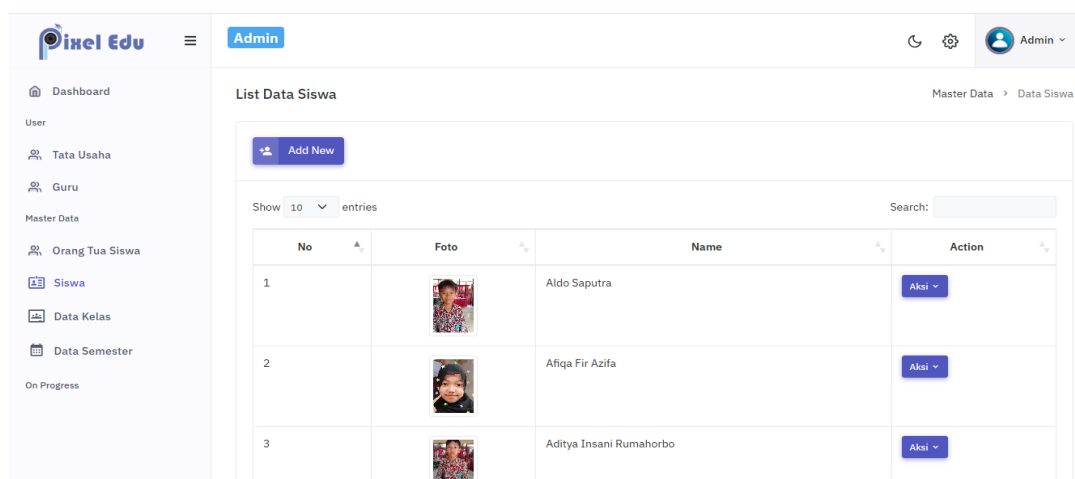 Pixel Edu
Admin
Admin
Dashboard
User
Tata Usaha
Guru
Master Data
Orang Tua Siswa
Siswa
Data Kelas
Data Semester
On Progress
List Data Siswa
Master Data > Data Siswa
Add New
Show 10 entries
Search:
No Foto Name Action
1 Aldo Saputra Aksi
2 Afiqa Fir Azifa Aksi
3 Aditya Insani Rumahorbo Aksi